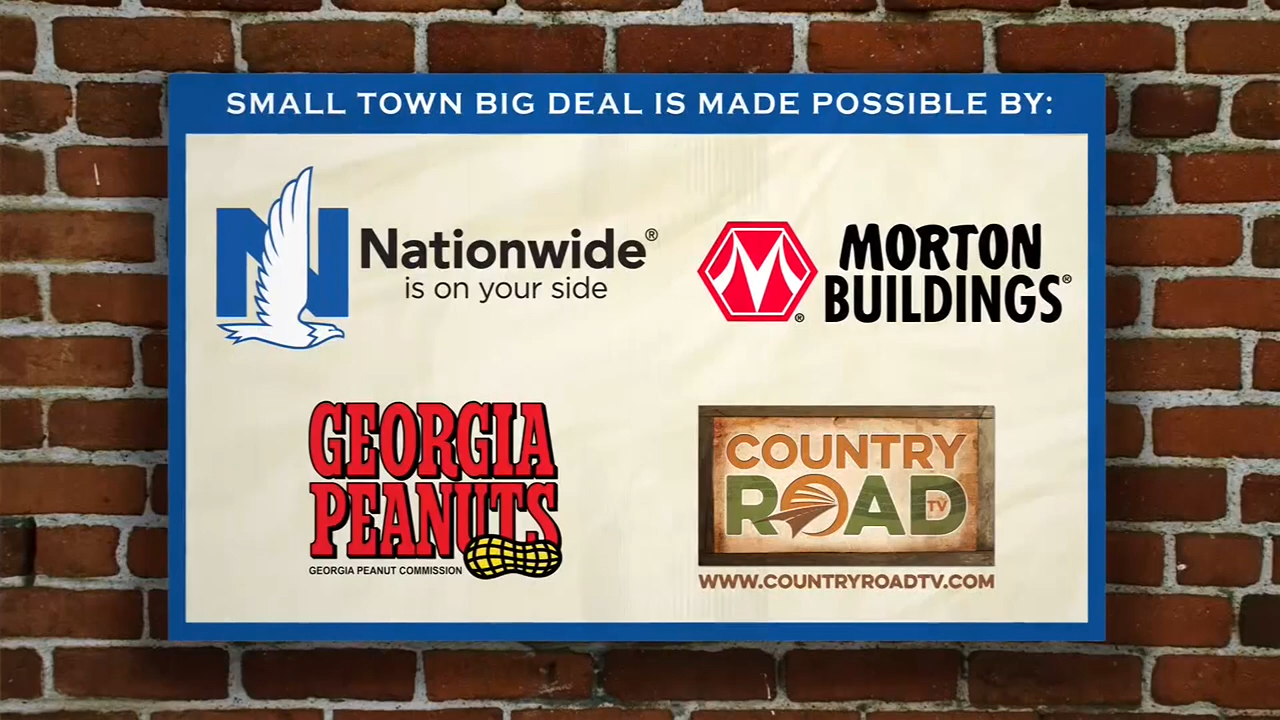 SMALL TOWN BIG DEAL IS MADE POSSIBLE BY:
N
Nationwide®
is on your side
M
®
MORTON
BUILDINGS®
GEORGIA
PEANUTS
GEORGIA PEANUT COMMISSION
COUNTRY
ROAD
TV
WWW.COUNTRYROADTV.COM